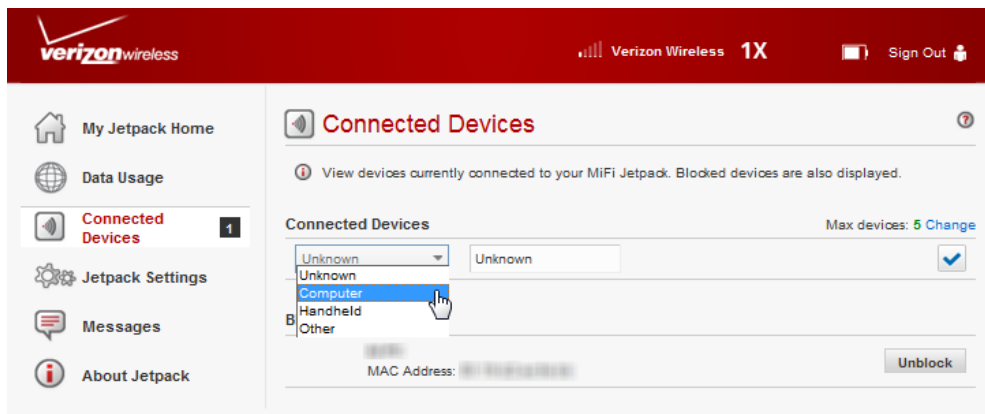 verizonwireless
Verizon Wireless 1X
Sign Out
My Jetpack Home
Data Usage
Connected Devices
1
Jetpack Settings
Messages
About Jetpack
Connected Devices
View devices currently connected to your MiFi Jetpack. Blocked devices are also displayed.
Connected Devices
Max devices: 5 Change
Unknown
Unknown
Unknown
Computer
Handheld
Other
B
MAC Address:
Unblock